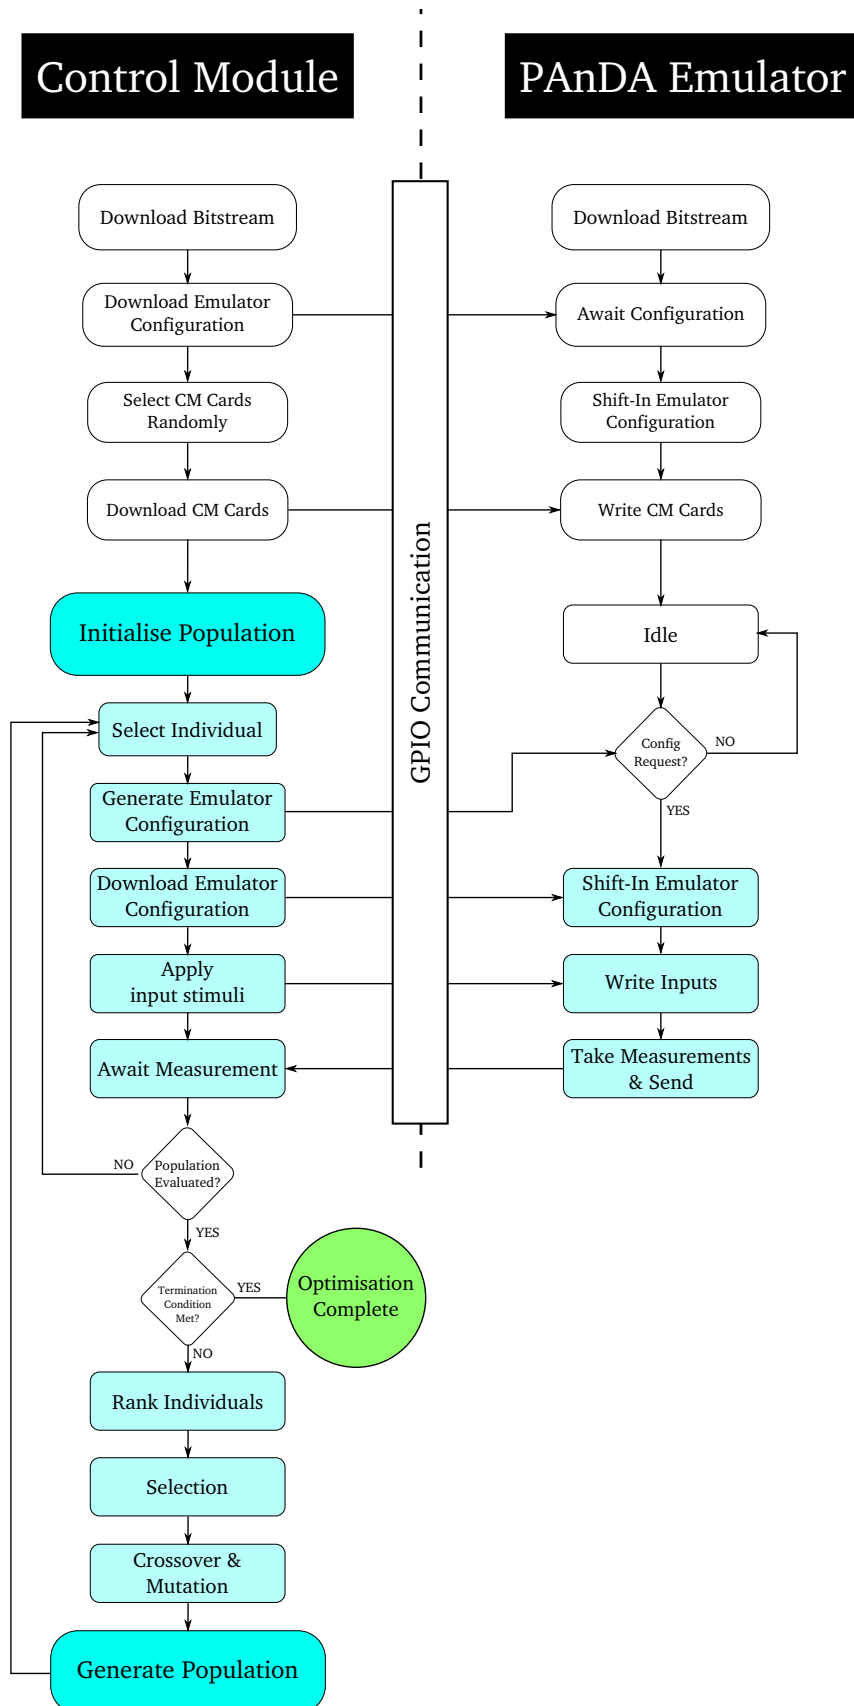 Control Module
PAnDA Emulator
Download Bitstream
Download Bitstream
Download Emulator
Configuration
Await Configuration
Select CM Cards
Randomly
Shift-In Emulator
Configuration
Download CM Cards
Write CM Cards
GPIO Communication
Initialise Population
Idle
Select Individual
Config
Request?
NO
YES
Generate Emulator
Configuration
Download Emulator
Configuration
Shift-In Emulator
Configuration
Apply
input stimuli
Write Inputs
Await Measurement
Take Measurements
& Send
NO
Population
Evaluated?
YES
Termination
Condition
Met?
YES
Optimisation
Complete
NO
Rank Individuals
Selection
Crossover &
Mutation
Generate Population